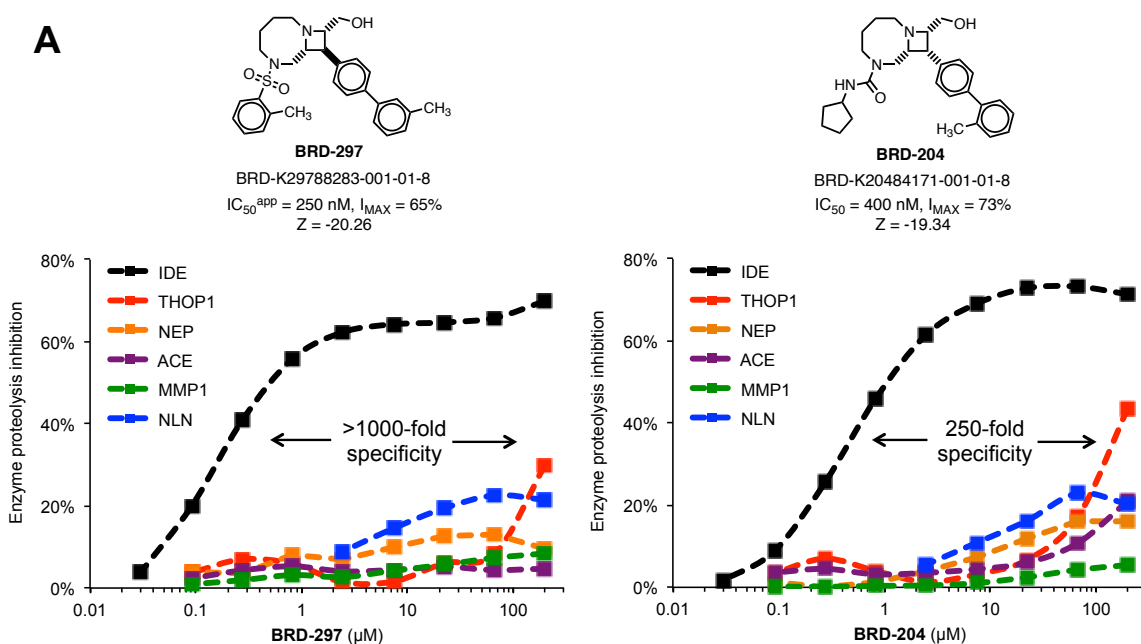 A
N
OH
N
O
S
O
CH3
CH3
BRD-297
BRD-K29788283-001-01-8
IC50app = 250 nM, IMAX = 65%
Z = -20.26
N
OH
N
HN
O
H3C
BRD-204
BRD-K20484171-001-01-8
IC50 = 400 nM, IMAX = 73%
Z = -19.34
Enzyme proteolysis inhibition
80%
60%
40%
20%
0%
IDE
THOP1
NEP
ACE
MMP1
NLN
>1000-fold
specificity
0.01 0.1 1 10 100
BRD-297 (µM)
Enzyme proteolysis inhibition
80%
60%
40%
20%
0%
IDE
THOP1
NEP
ACE
MMP1
NLN
250-fold
specificity
0.01 0.1 1 10 100
BRD-204 (µM)